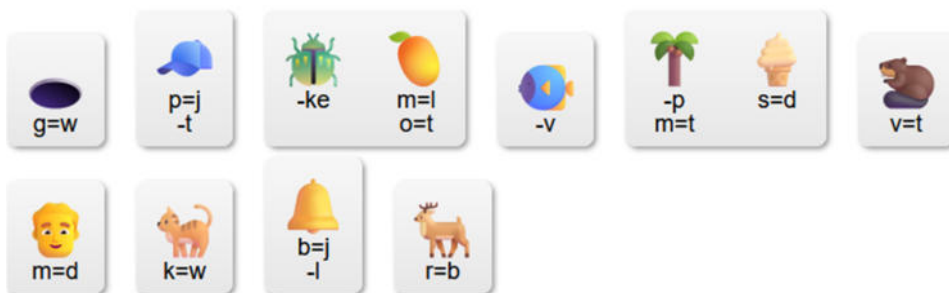 g=w
p=j
-t
-ke
m=l
o=t
-v
-p
m=t
s=d
v=t
m=d
k=w
b=j
-l
r=b